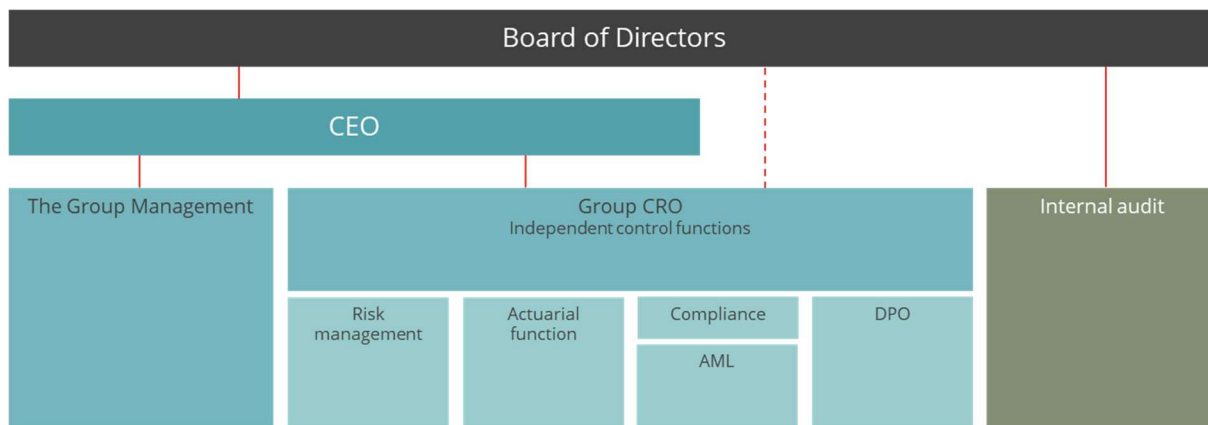 Board of Directors
CEO
The Group Management
Group CRO
Independent control functions
Internal audit
Risk
management
Actuarial
function
Compliance
AML
DPO